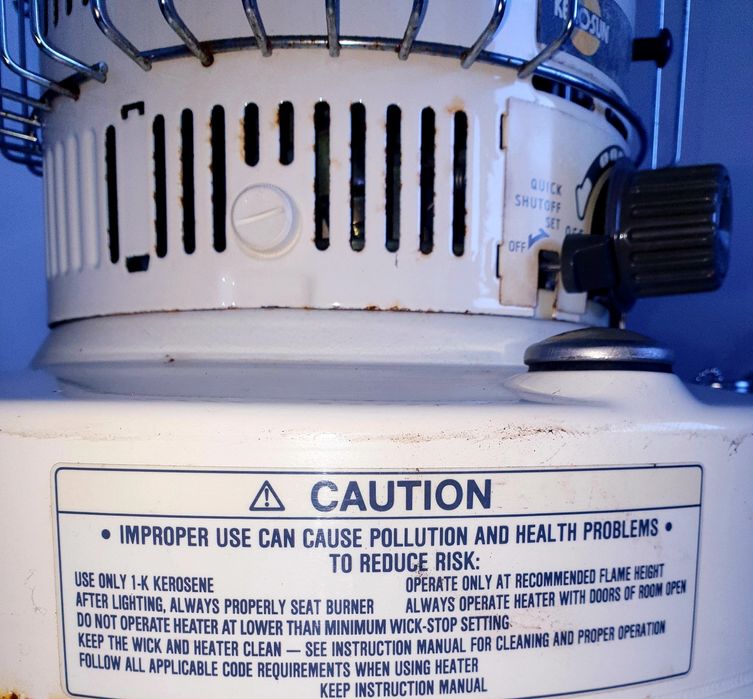 KERO-SUN
QUICK
SHUTOFF
SET
OFF
CAUTION
• IMPROPER USE CAN CAUSE POLLUTION AND HEALTH PROBLEMS •
TO REDUCE RISK:
USE ONLY 1-K KEROSENE
OPERATE ONLY AT RECOMMENDED FLAME HEIGHT
AFTER LIGHTING, ALWAYS PROPERLY SEAT BURNER
ALWAYS OPERATE HEATER WITH DOORS OF ROOM OPEN
DO NOT OPERATE HEATER AT LOWER THAN MINIMUM WICK-STOP SETTING
KEEP THE WICK AND HEATER CLEAN — SEE INSTRUCTION MANUAL FOR CLEANING AND PROPER OPERATION
FOLLOW ALL APPLICABLE CODE REQUIREMENTS WHEN USING HEATER
KEEP INSTRUCTION MANUAL